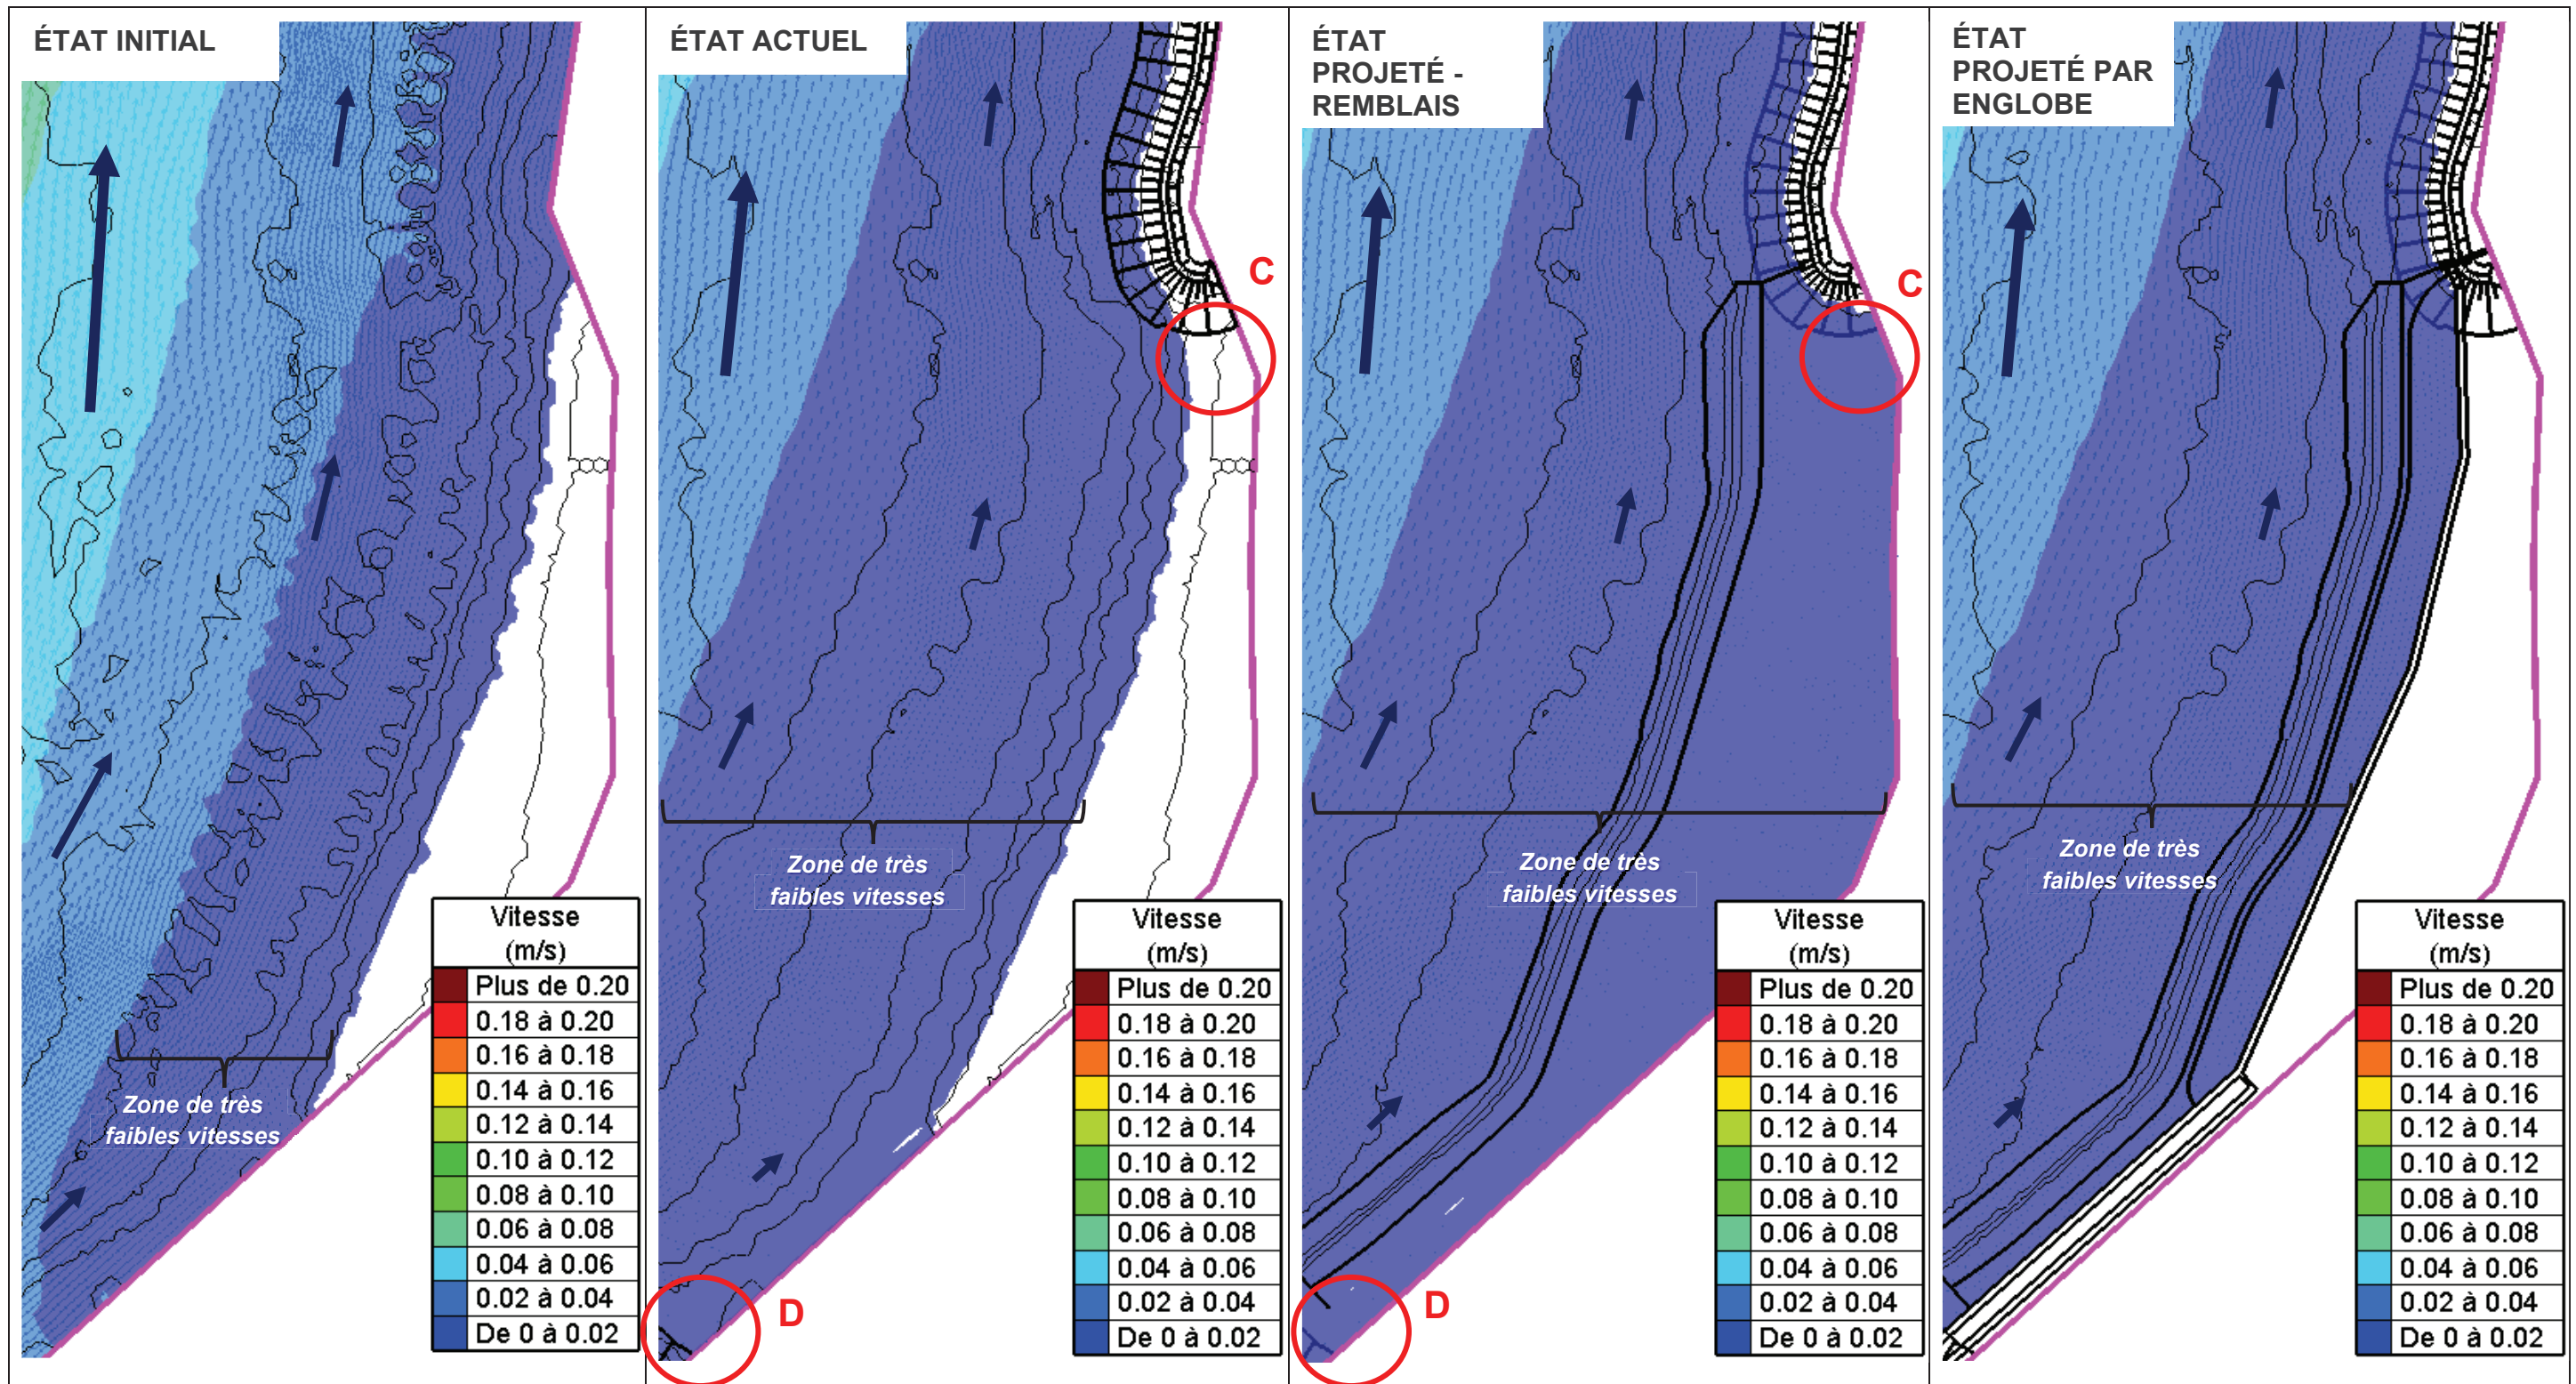 ÉTAT INITIAL
Zone de très
faibles vitesses
Vitesse
(m/s)
Plus de 0.20
0.18 à 0.20
0.16 à 0.18
0.14 à 0.16
0.12 à 0.14
0.10 à 0.12
0.08 à 0.10
0.06 à 0.08
0.04 à 0.06
0.02 à 0.04
De 0 à 0.02
ÉTAT ACTUEL
C
Zone de très
faibles vitesses
D
Vitesse
(m/s)
Plus de 0.20
0.18 à 0.20
0.16 à 0.18
0.14 à 0.16
0.12 à 0.14
0.10 à 0.12
0.08 à 0.10
0.06 à 0.08
0.04 à 0.06
0.02 à 0.04
De 0 à 0.02
ÉTAT
PROJETÉ -
REMBLAIS
C
Zone de très
faibles vitesses
D
Vitesse
(m/s)
Plus de 0.20
0.18 à 0.20
0.16 à 0.18
0.14 à 0.16
0.12 à 0.14
0.10 à 0.12
0.08 à 0.10
0.06 à 0.08
0.04 à 0.06
0.02 à 0.04
De 0 à 0.02
ÉTAT
PROJETÉ PAR
ENGLOBE
Zone de très
faibles vitesses
Vitesse
(m/s)
Plus de 0.20
0.18 à 0.20
0.16 à 0.18
0.14 à 0.16
0.12 à 0.14
0.10 à 0.12
0.08 à 0.10
0.06 à 0.08
0.04 à 0.06
0.02 à 0.04
De 0 à 0.02